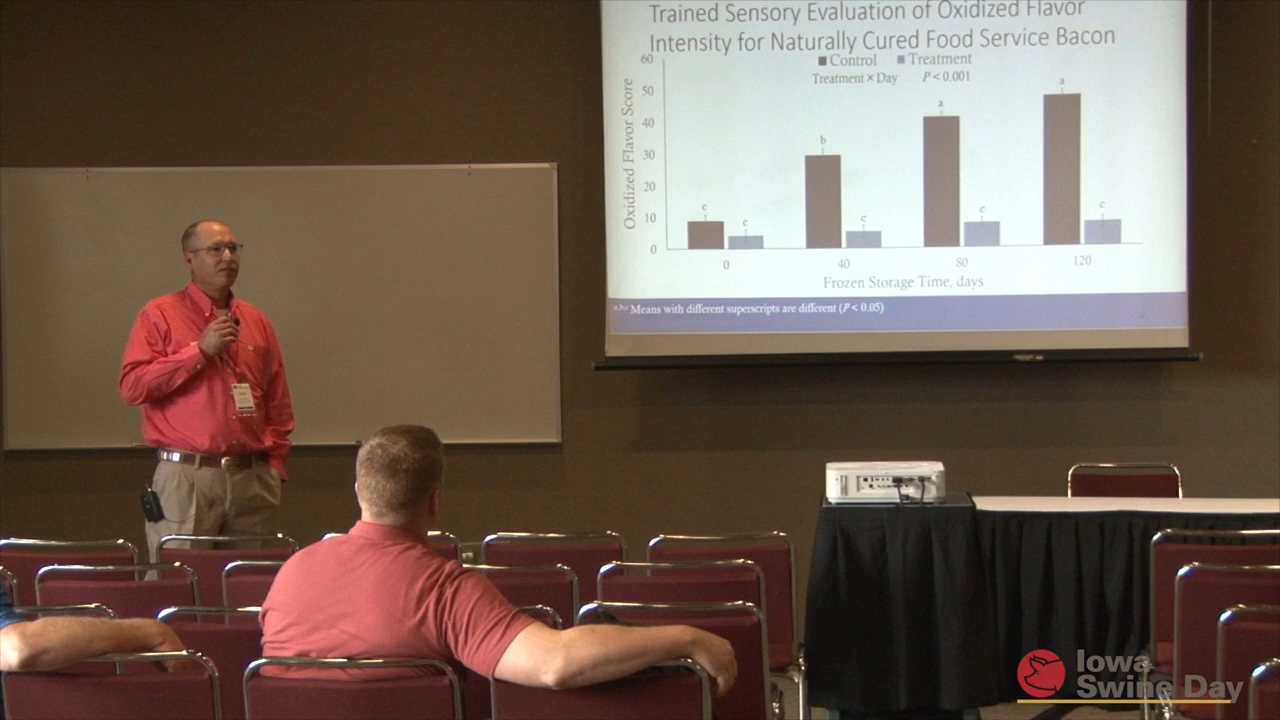 Trained Sensory Evaluation of Oxidized Flavor
Intensity for Naturally Cured Food Service Bacon
Control Treatment
Treatment × Day P < 0.001
Oxidized Flavor Score
60
50
40
30
20
10
0
c
c
b
c
a
c
a
c
0 40 80 120
Frozen Storage Time, days
a,b,c Means with different superscripts are different (P < 0.05)
Iowa
Swine Day